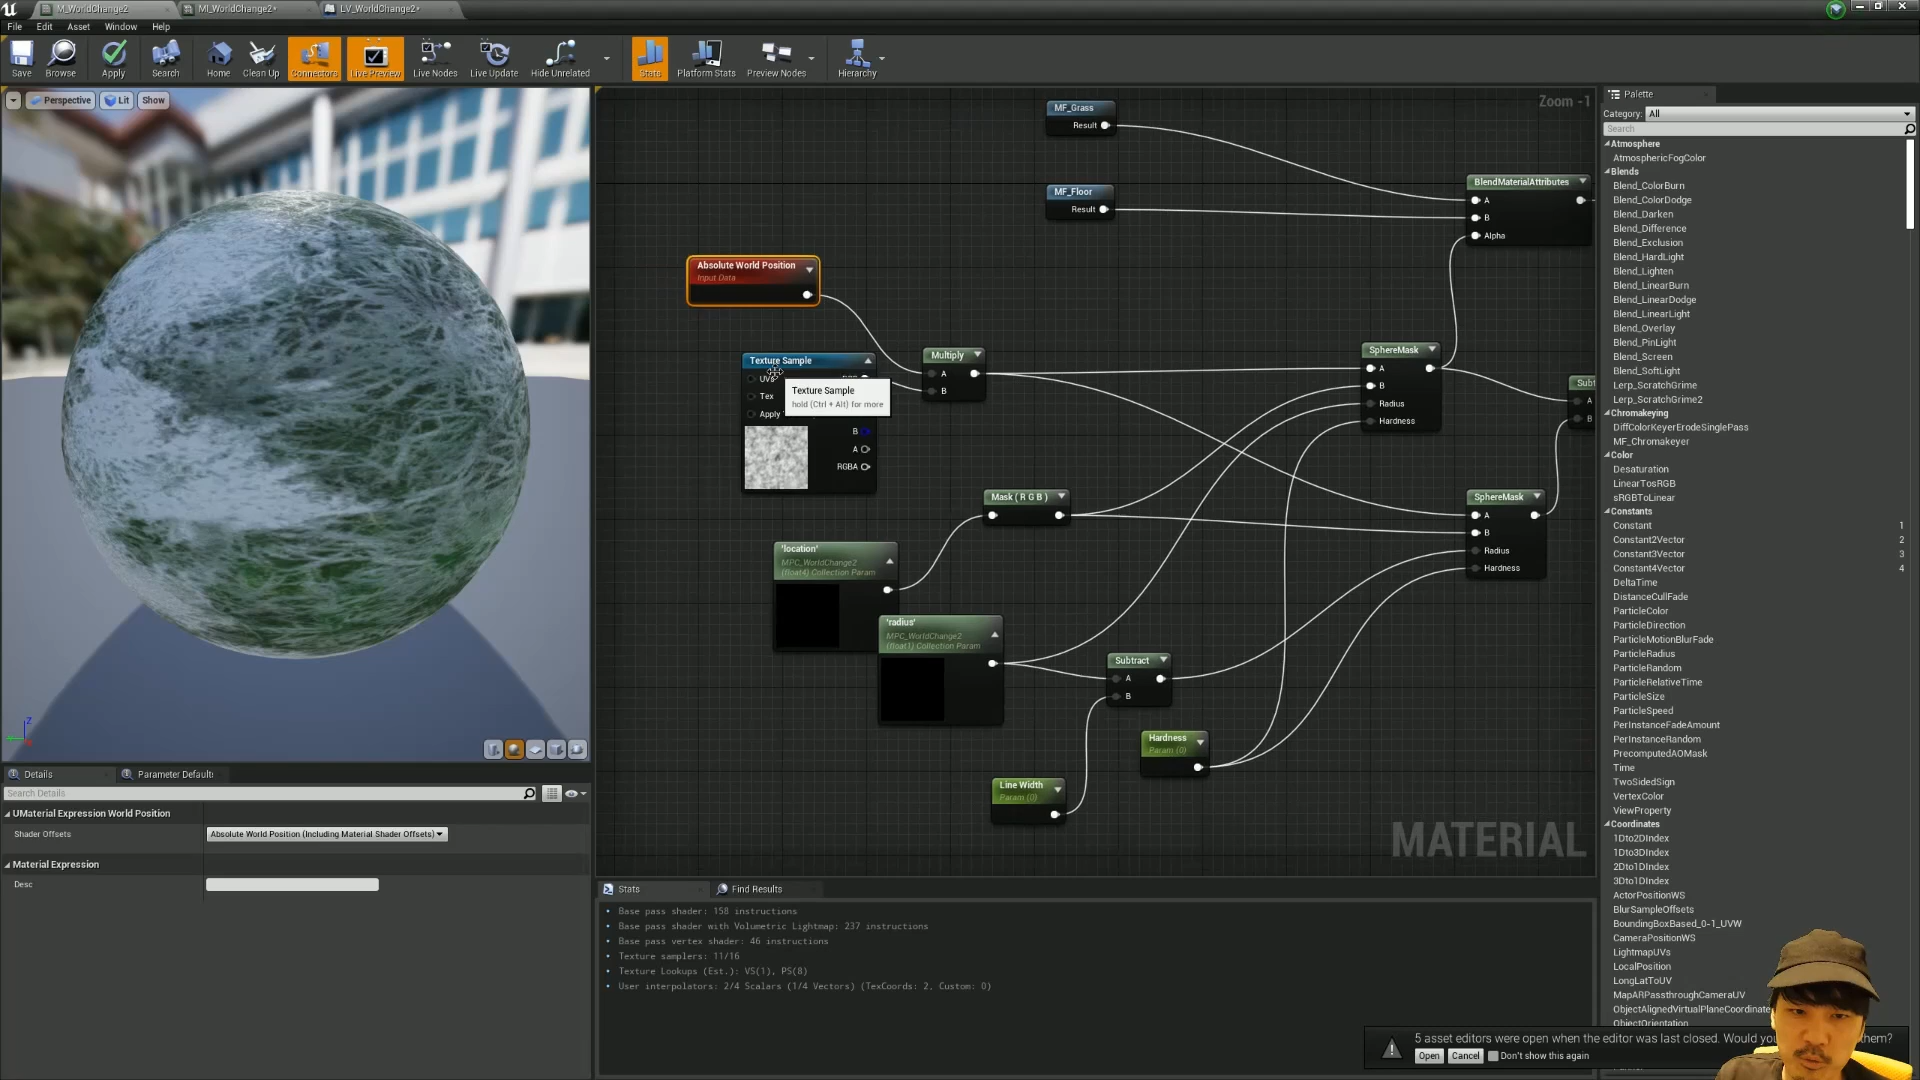 M_WorldChange2
MI_WorldChange2*
LV_WorldChange2*
File Edit Asset Window Help
Save Browse Apply Search Home Clean Up Connectors Live Preview Live Nodes Live Update Hide Unrelated Stats Platform Stats Preview Nodes Hierarchy
Perspective Lit Show
Zoom -1
MF_Grass
Result
MF_Floor
Result
BlendMaterialAttributes
A
B
Alpha
Absolute World Position
Input Data
Texture Sample
UVs
Tex
Apply
B
A
RGBA
Texture Sample
hold (Ctrl + Alt) for more
Multiply
A
B
SphereMask
A
B
Radius
Hardness
A
B
Mask ( R G B )
SphereMask
A
B
Radius
Hardness
'location'
MPC_WorldChange2
(float4) Collection Param
'radius'
MPC_WorldChange2
(float1) Collection Param
Subtract
A
B
Hardness
Param (0)
Line Width
Param (0)
MATERIAL
Z
Details
Parameter Defaults
Search Details
UMaterial Expression World Position
Shader Offsets
Absolute World Position (Including Material Shader Offsets)
Material Expression
Desc
Stats
Find Results
Base pass shader: 158 instructions
Base pass shader with Volumetric Lightmap: 237 instructions
Base pass vertex shader: 46 instructions
Texture samplers: 11/16
Texture Lookups (Est.): VS(1), PS(8)
User interpolators: 2/4 Scalars (1/4 Vectors) (TexCoords: 2, Custom: 0)
Palette
Category: All
Search
Atmosphere
AtmosphericFogColor
Blends
Blend_ColorBurn
Blend_ColorDodge
Blend_Darken
Blend_Difference
Blend_Exclusion
Blend_HardLight
Blend_Lighten
Blend_LinearBurn
Blend_LinearDodge
Blend_LinearLight
Blend_Overlay
Blend_PinLight
Blend_Screen
Blend_SoftLight
Lerp_ScratchGrime
Lerp_ScratchGrime2
Chromakeying
DiffColorKeyerErodeSinglePass
MF_Chromakeyer
Color
Desaturation
LinearTosRGB
sRGBToLinear
Constants
Constant 1
Constant2Vector 2
Constant3Vector 3
Constant4Vector 4
DeltaTime
DistanceCullFade
ParticleColor
ParticleDirection
ParticleMotionBlurFade
ParticleRadius
ParticleRandom
ParticleRelativeTime
ParticleSize
ParticleSpeed
PerInstanceFadeAmount
PerInstanceRandom
PrecomputedAOMask
Time
TwoSidedSign
VertexColor
ViewProperty
Coordinates
1Dto2DIndex
1Dto3DIndex
2Dto1DIndex
3Dto1DIndex
ActorPositionWS
BlurSampleOffsets
BoundingBoxBased_0-1_UVW
CameraPositionWS
LightmapUVs
LocalPosition
LongLatToUV
MapARPassthroughCameraUV
ObjectAlignedVirtualPlaneCoordinate
ObjectOrientation
5 asset editors were open when the editor was last closed. Would you them?
Open Cancel Don't show this again